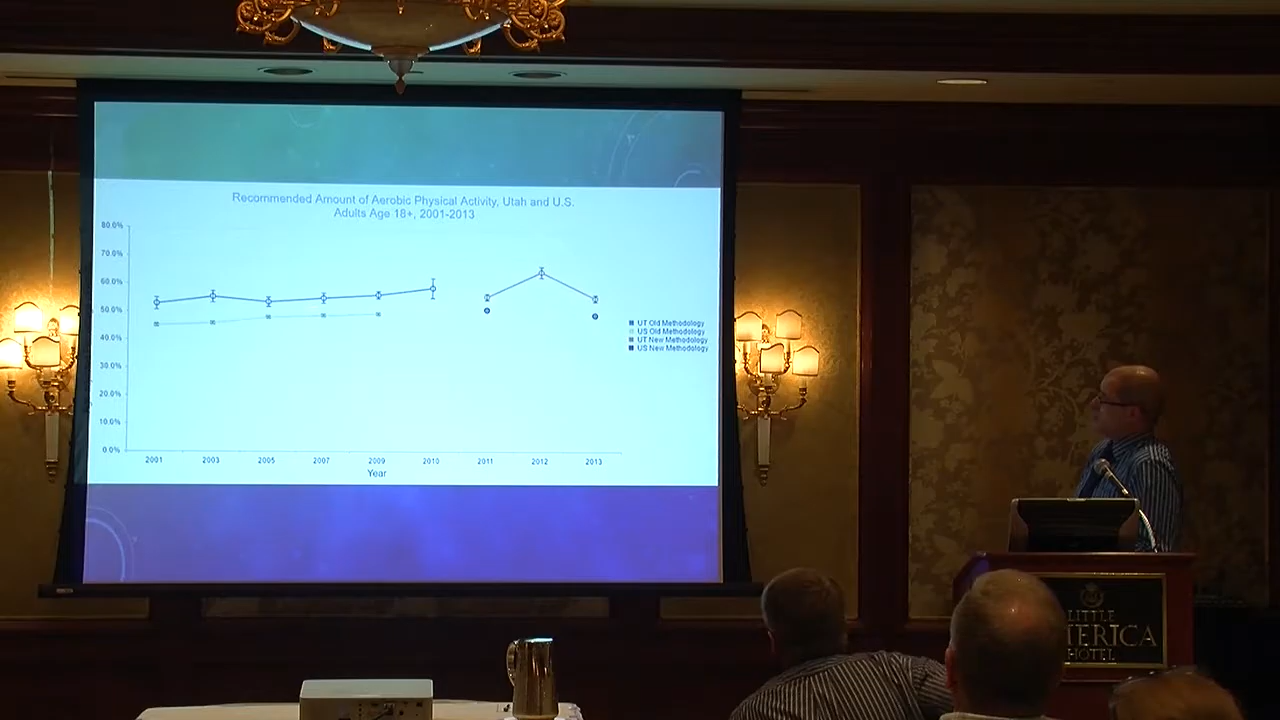 Recommended Amount of Aerobic Physical Activity, Utah and U.S.
Adults Age 18+, 2001-2013
80.0%
70.0%
60.0%
50.0%
40.0%
30.0%
20.0%
10.0%
0.0%
2001 2003 2005 2007 2009 2010 2011 2012 2013
Year
UT Old Methodology
US Old Methodology
UT New Methodology
US New Methodology
LITTLE
MERICA
HOTEL